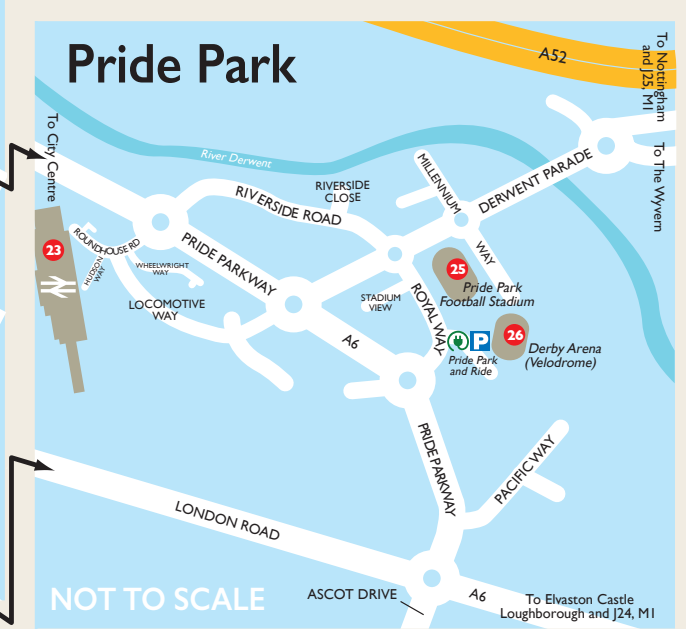 Pride Park
A52
To Nottingham
and J25, M1
To City Centre
To The Wyvern
River Derwent
MILLENNIUM
WAY
DERWENT PARADE
RIVERSIDE
CLOSE
RIVERSIDE ROAD
23
ROUNDHOUSE RD
HUDSON
WAY
WHEELWRIGHT
WAY
PRIDE PARKWAY
LOCOMOTIVE
WAY
STADIUM
VIEW
ROYAL WAY
25
Pride Park
Football Stadium
A6
P
26
Pride Park
and Ride
Derby Arena
(Velodrome)
PRIDE PARKWAY
PACIFIC WAY
LONDON ROAD
NOT TO SCALE
ASCOT DRIVE
A6
To Elvaston Castle
Loughborough and J24, M1